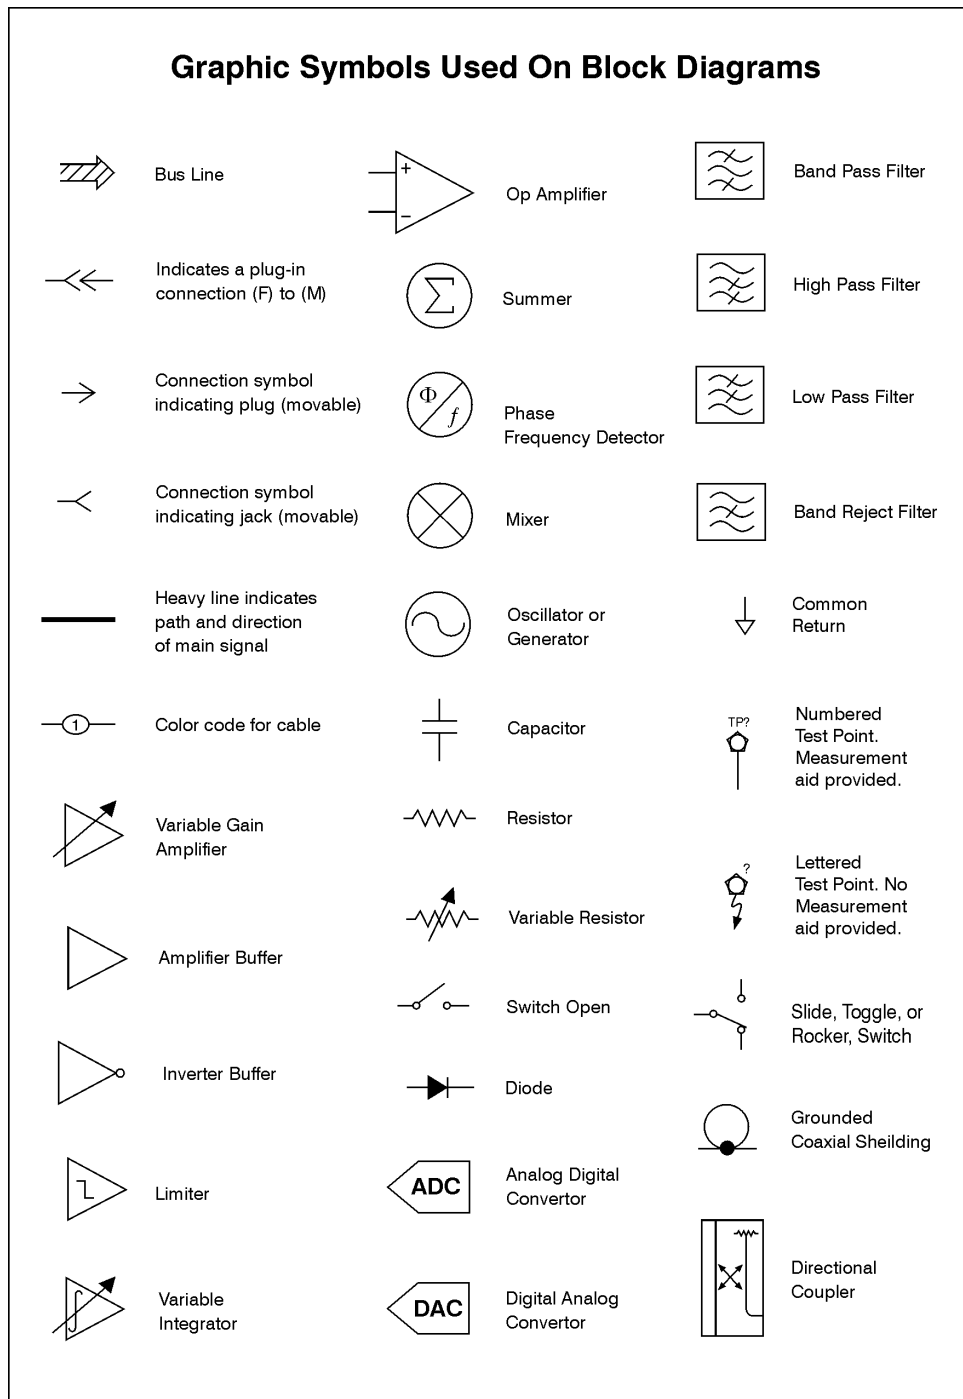 Graphic Symbols Used On Block Diagrams
Bus Line
Indicates a plug-in
connection (F) to (M)
Connection symbol
indicating plug (movable)
Connection symbol
indicating jack (movable)
Heavy line indicates
path and direction
of main signal
1
Color code for cable
Variable Gain
Amplifier
Amplifier Buffer
Inverter Buffer
Limiter
Variable
Integrator
+
−
Op Amplifier
Σ
Summer
Φ
f
Phase
Frequency Detector
Mixer
Oscillator or
Generator
Capacitor
Resistor
Variable Resistor
Switch Open
Diode
ADC
Analog Digital
Convertor
DAC
Digital Analog
Convertor
Band Pass Filter
High Pass Filter
Low Pass Filter
Band Reject Filter
Common
Return
TP?
Numbered
Test Point.
Measurement
aid provided.
?
Lettered
Test Point. No
Measurement
aid provided.
Slide, Toggle, or
Rocker, Switch
Grounded
Coaxial Sheilding
Directional
Coupler